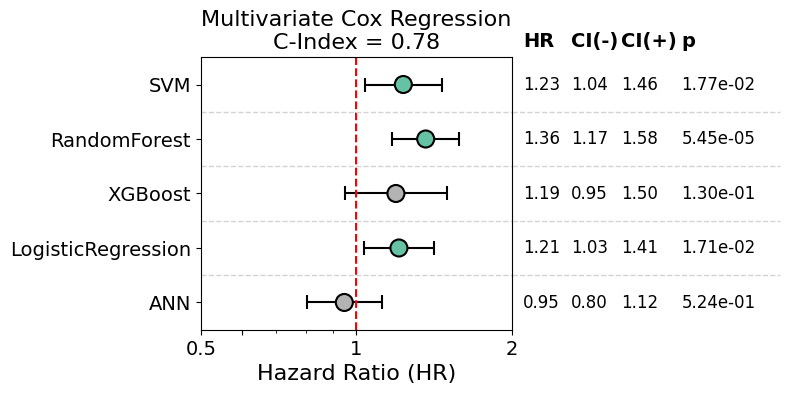 Multivariate Cox Regression
C-Index = 0.78
HR CI(-) CI(+) p
SVM 1.23 1.04 1.46 1.77e-02
RandomForest 1.36 1.17 1.58 5.45e-05
XGBoost 1.19 0.95 1.50 1.30e-01
LogisticRegression 1.21 1.03 1.41 1.71e-02
ANN 0.95 0.80 1.12 5.24e-01
0.5 1 2
Hazard Ratio (HR)